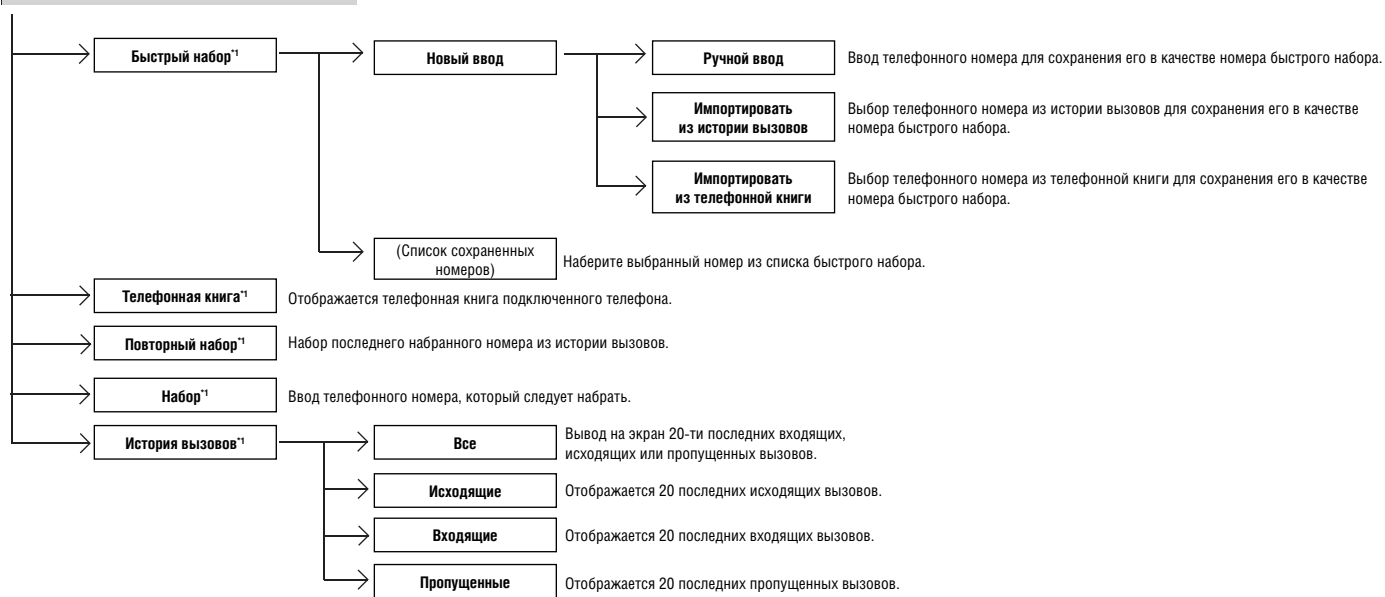 Быстрый набор*1
Новый ввод
Ручной ввод
Ввод телефонного номера для сохранения его в качестве номера быстрого набора.
Импортировать
из истории вызовов
Выбор телефонного номера из истории вызовов для сохранения его в качестве
номера быстрого набора.
Импортировать
из телефонной книги
Выбор телефонного номера из телефонной книги для сохранения его в качестве
номера быстрого набора.
(Список сохраненных
номеров)
Наберите выбранный номер из списка быстрого набора.
Телефонная книга*1
Отображается телефонная книга подключенного телефона.
Повторный набор*1
Набор последнего набранного номера из истории вызовов.
Набор*1
Ввод телефонного номера, который следует набрать.
История вызовов*1
Все
Вывод на экран 20-ти последних входящих,
исходящих или пропущенных вызовов.
Исходящие
Отображается 20 последних исходящих вызовов.
Входящие
Отображается 20 последних входящих вызовов.
Пропущенные
Отображается 20 последних пропущенных вызовов.